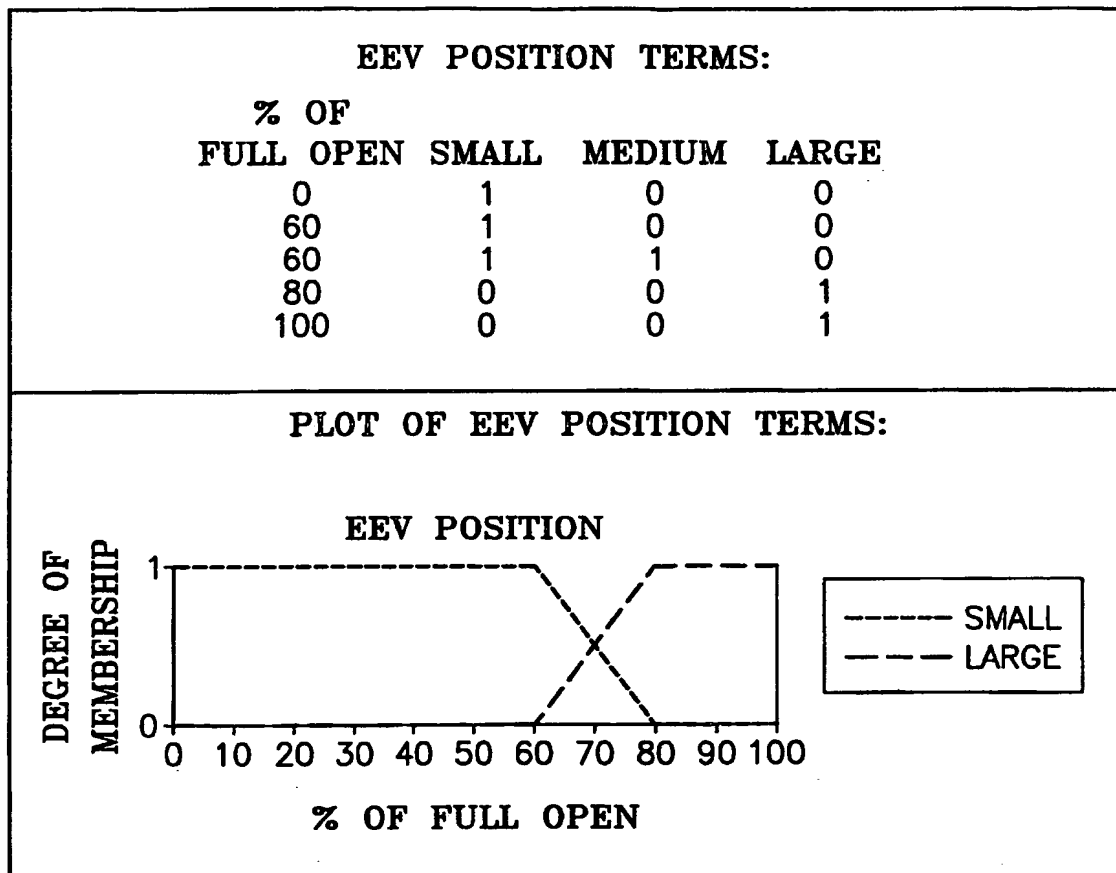 EEV POSITION TERMS:
% OF
FULL OPEN SMALL MEDIUM LARGE
0 1 0 0
60 1 0 0
60 1 1 0
80 0 0 1
100 0 0 1
PLOT OF EEV POSITION TERMS:
EEV POSITION
DEGREE OF
MEMBERSHIP
1
0
0 10 20 30 40 50 60 70 80 90 100
% OF FULL OPEN
SMALL
LARGE